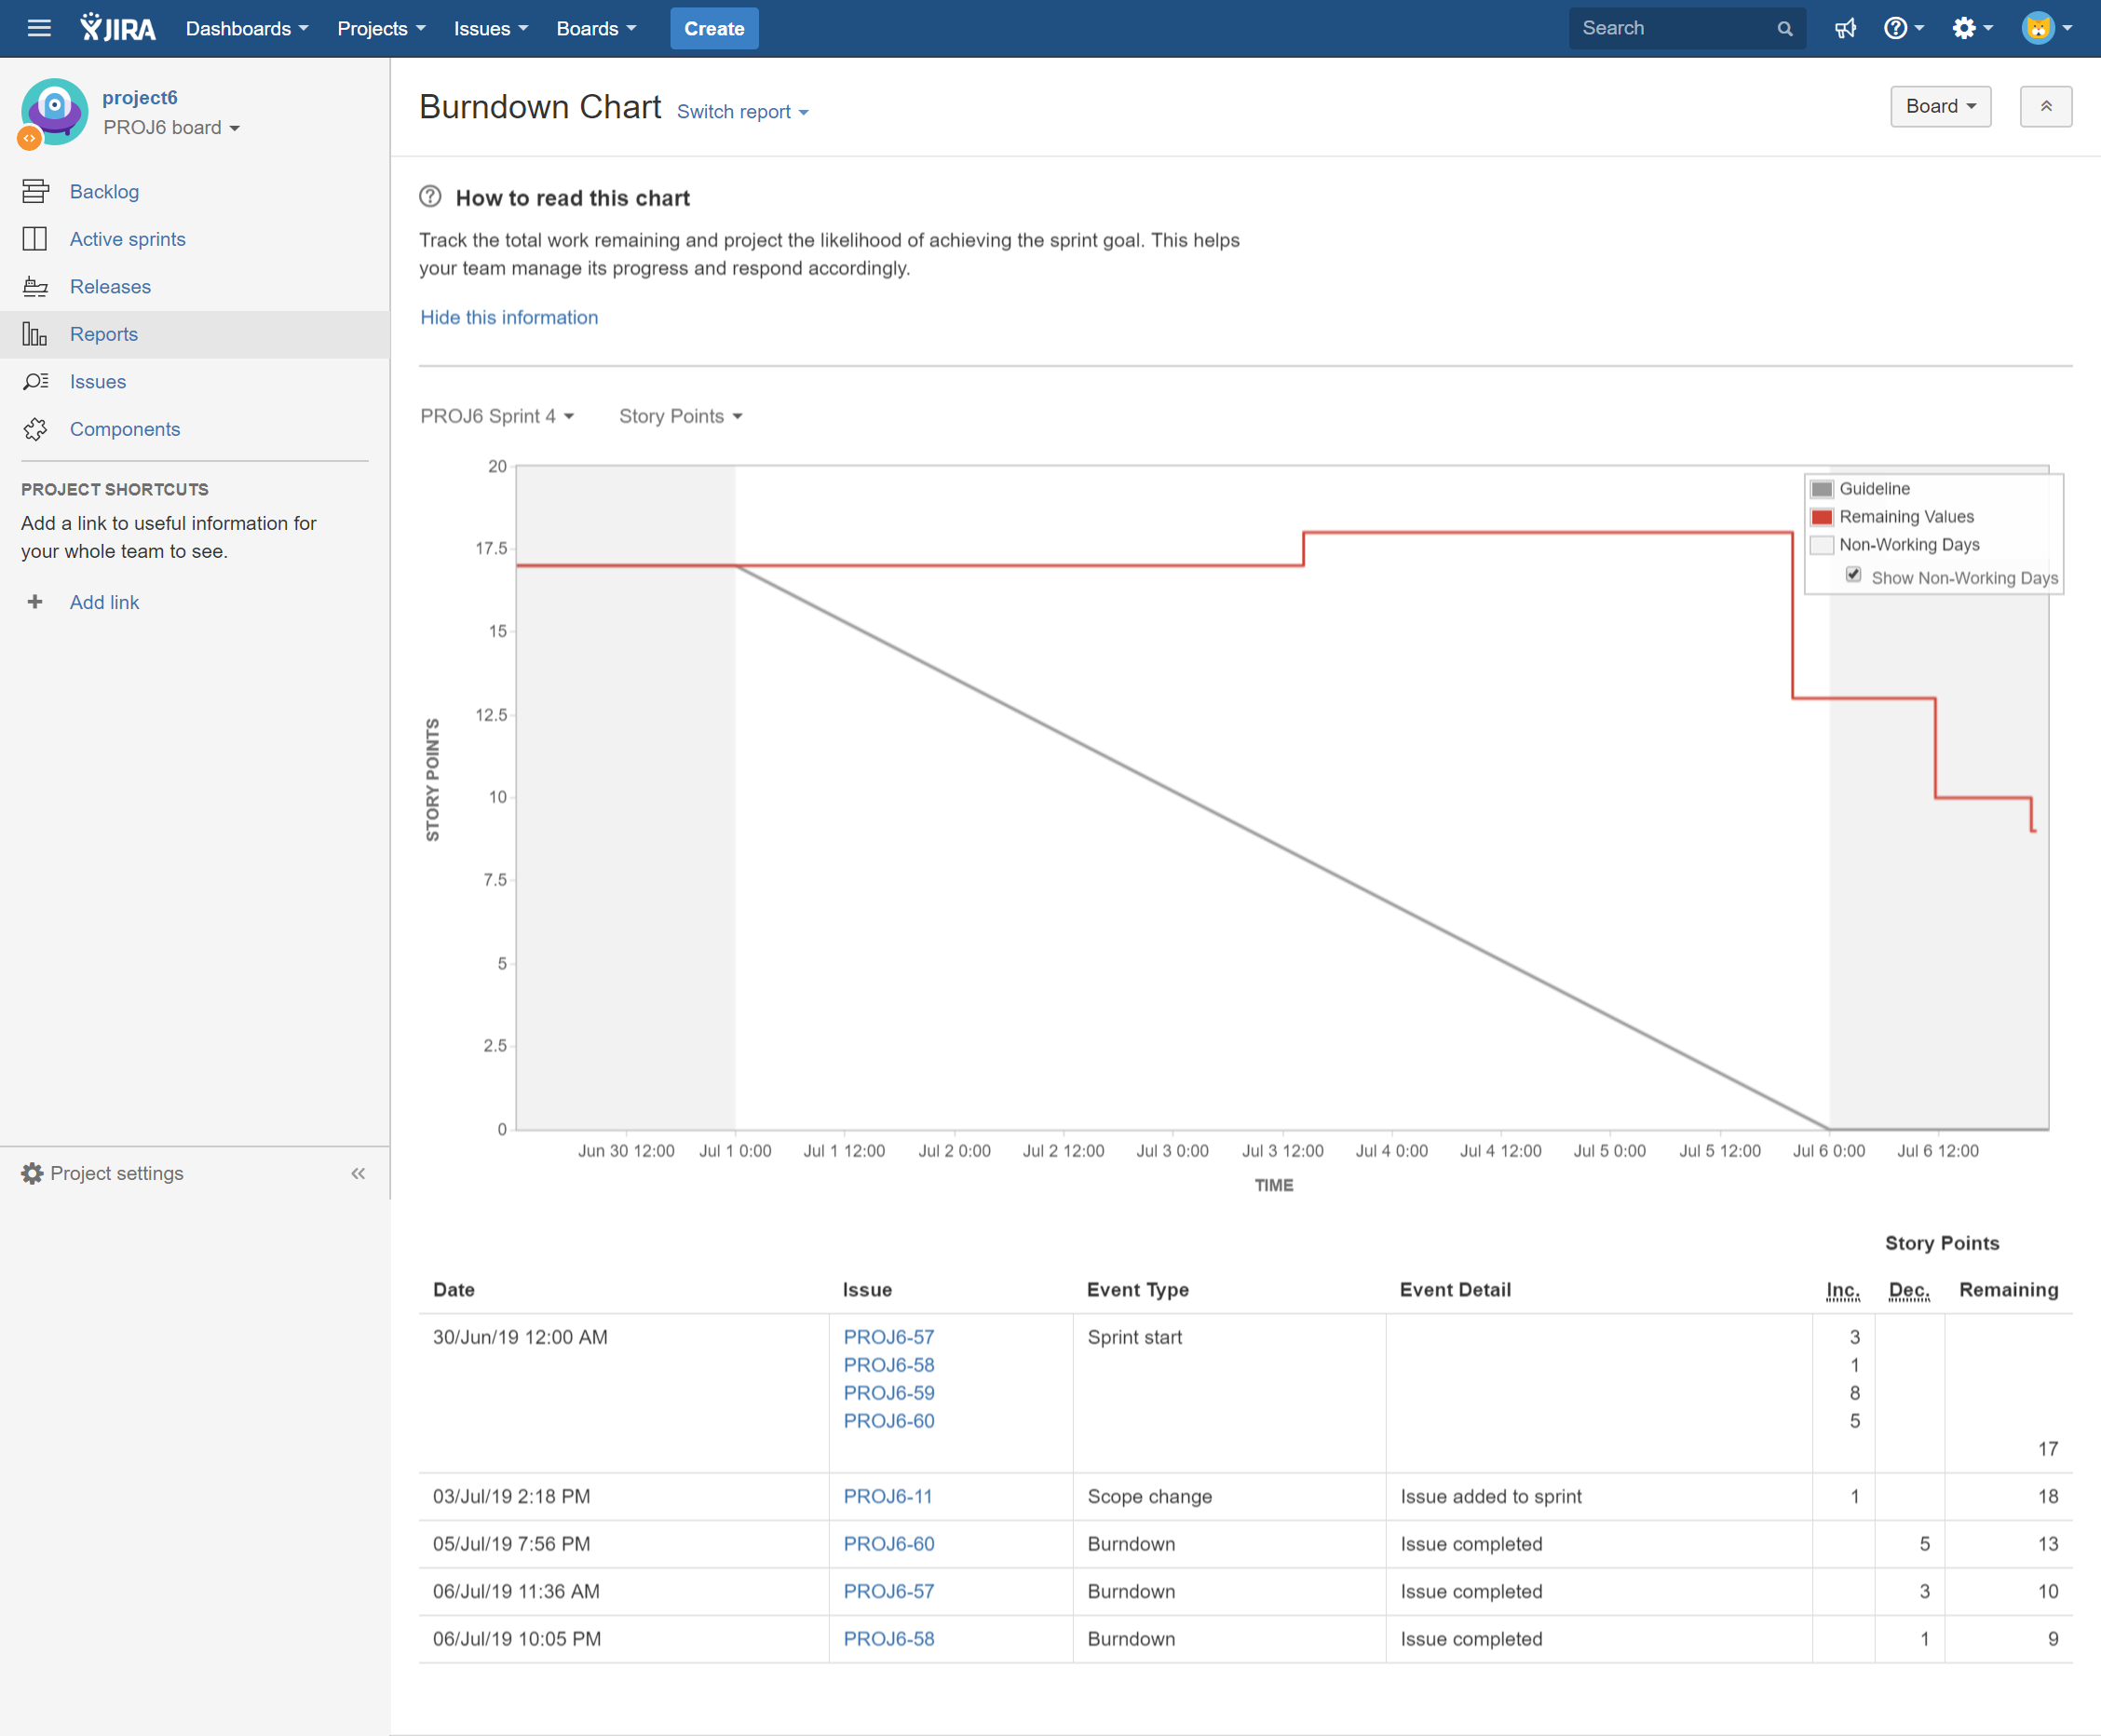 JIRA Dashboards Projects Issues Boards Create Search
project6
PROJ6 board
Backlog
Active sprints
Releases
Reports
Issues
Components
PROJECT SHORTCUTS
Add a link to useful information for
your whole team to see.
Add link
Project settings
Burndown Chart Switch report Board
How to read this chart
Track the total work remaining and project the likelihood of achieving the sprint goal. This helps
your team manage its progress and respond accordingly.
Hide this information
PROJ6 Sprint 4 Story Points
20
17.5
15
12.5
10
7.5
5
2.5
0
STORY POINTS
Guideline
Remaining Values
Non-Working Days
Show Non-Working Days
Jun 30 12:00 Jul 1 0:00 Jul 1 12:00 Jul 2 0:00 Jul 2 12:00 Jul 3 0:00 Jul 3 12:00 Jul 4 0:00 Jul 4 12:00 Jul 5 0:00 Jul 5 12:00 Jul 6 0:00 Jul 6 12:00
TIME
Story Points
Date Issue Event Type Event Detail Inc. Dec. Remaining
30/Jun/19 12:00 AM PROJ6-57 Sprint start 3
PROJ6-58 1
PROJ6-59 8
PROJ6-60 5
17
03/Jul/19 2:18 PM PROJ6-11 Scope change Issue added to sprint 1 18
05/Jul/19 7:56 PM PROJ6-60 Burndown Issue completed 5 13
06/Jul/19 11:36 AM PROJ6-57 Burndown Issue completed 3 10
06/Jul/19 10:05 PM PROJ6-58 Burndown Issue completed 1 9